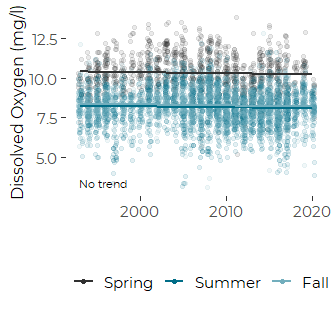 Dissolved Oxygen (mg/l)
12.5
10.0
7.5
5.0
No trend
2000 2010 2020
Spring Summer Fall